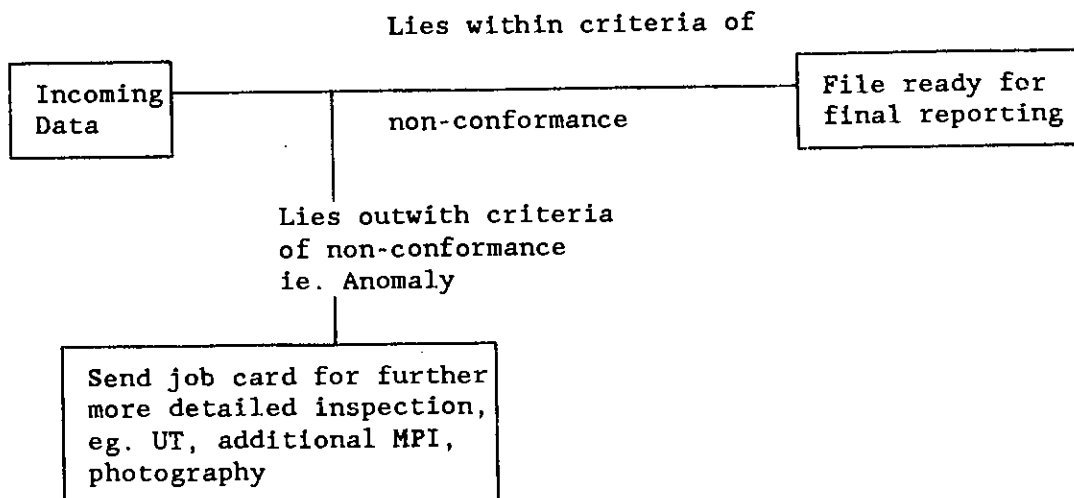 Lies within criteria of
Incoming
Data
non-conformance
File ready for
final reporting
Lies outwith criteria
of non-conformance
ie. Anomaly
Send job card for further
more detailed inspection,
eg. UT, additional MPI,
photography